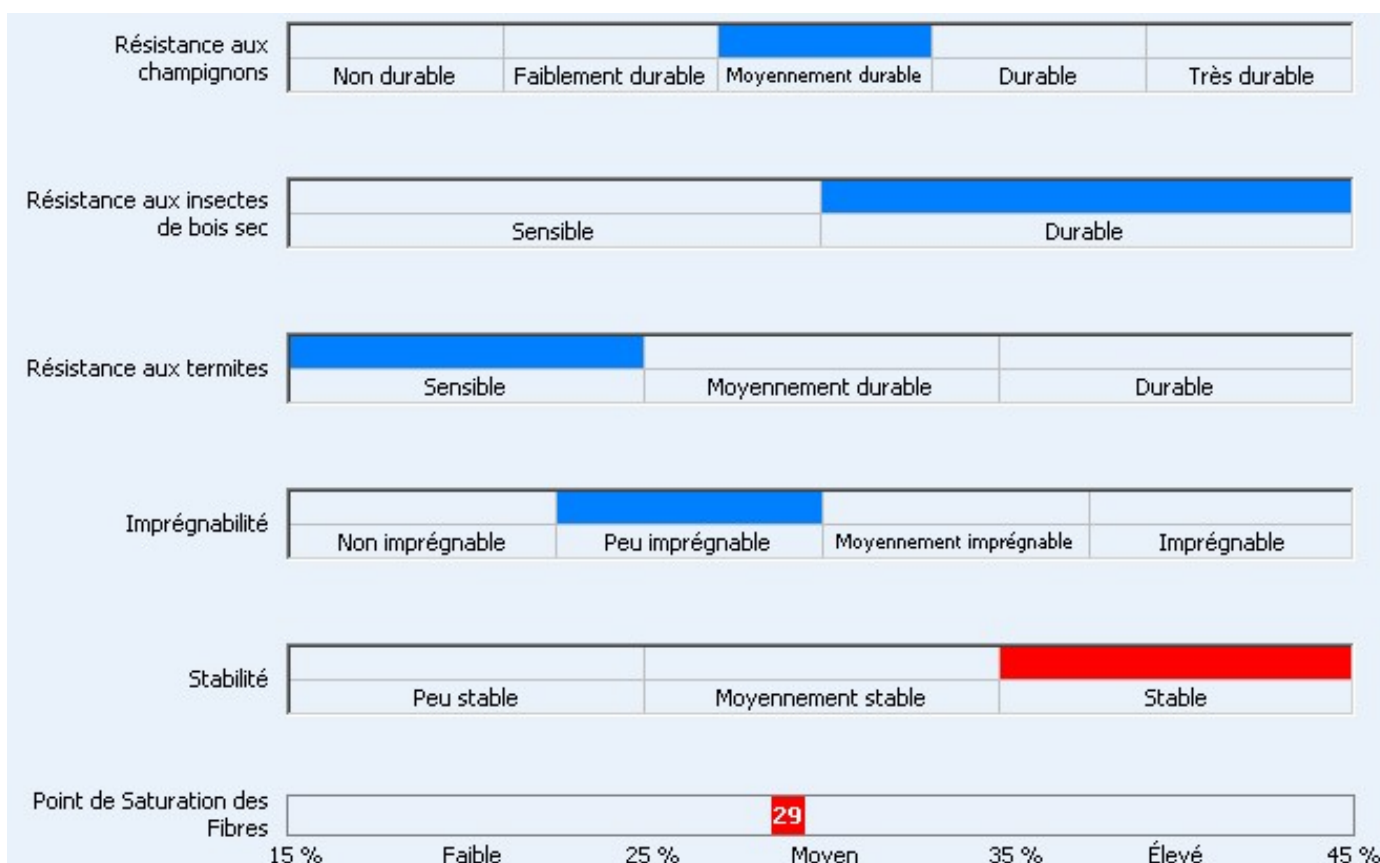 Résistance aux
champignons
Non durable Faiblement durable Moyennement durable Durable Très durable
Résistance aux insectes
de bois sec
Sensible Durable
Résistance aux termites
Sensible Moyennement durable Durable
Imprégnabilité
Non imprégnable Peu imprégnable Moyennement imprégnable Imprégnable
Stabilité
Peu stable Moyennement stable Stable
Point de Saturation des
Fibres
29
15 % Faible 25 % Moyen 35 % Élevé 45 %